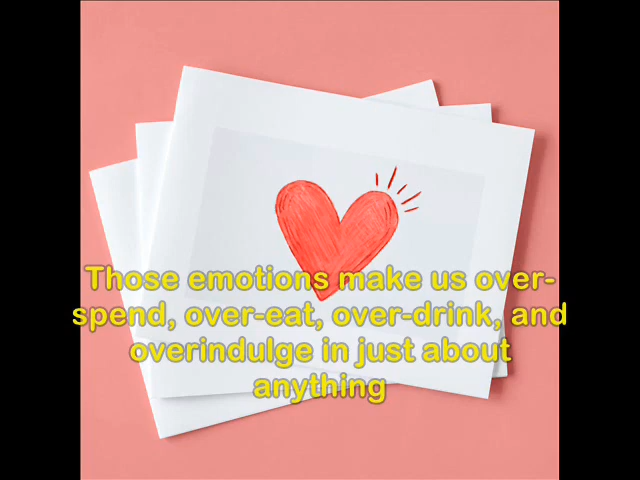 Those emotions make us over-
spend, over-eat, over-drink, and
overindulge in just about
anything